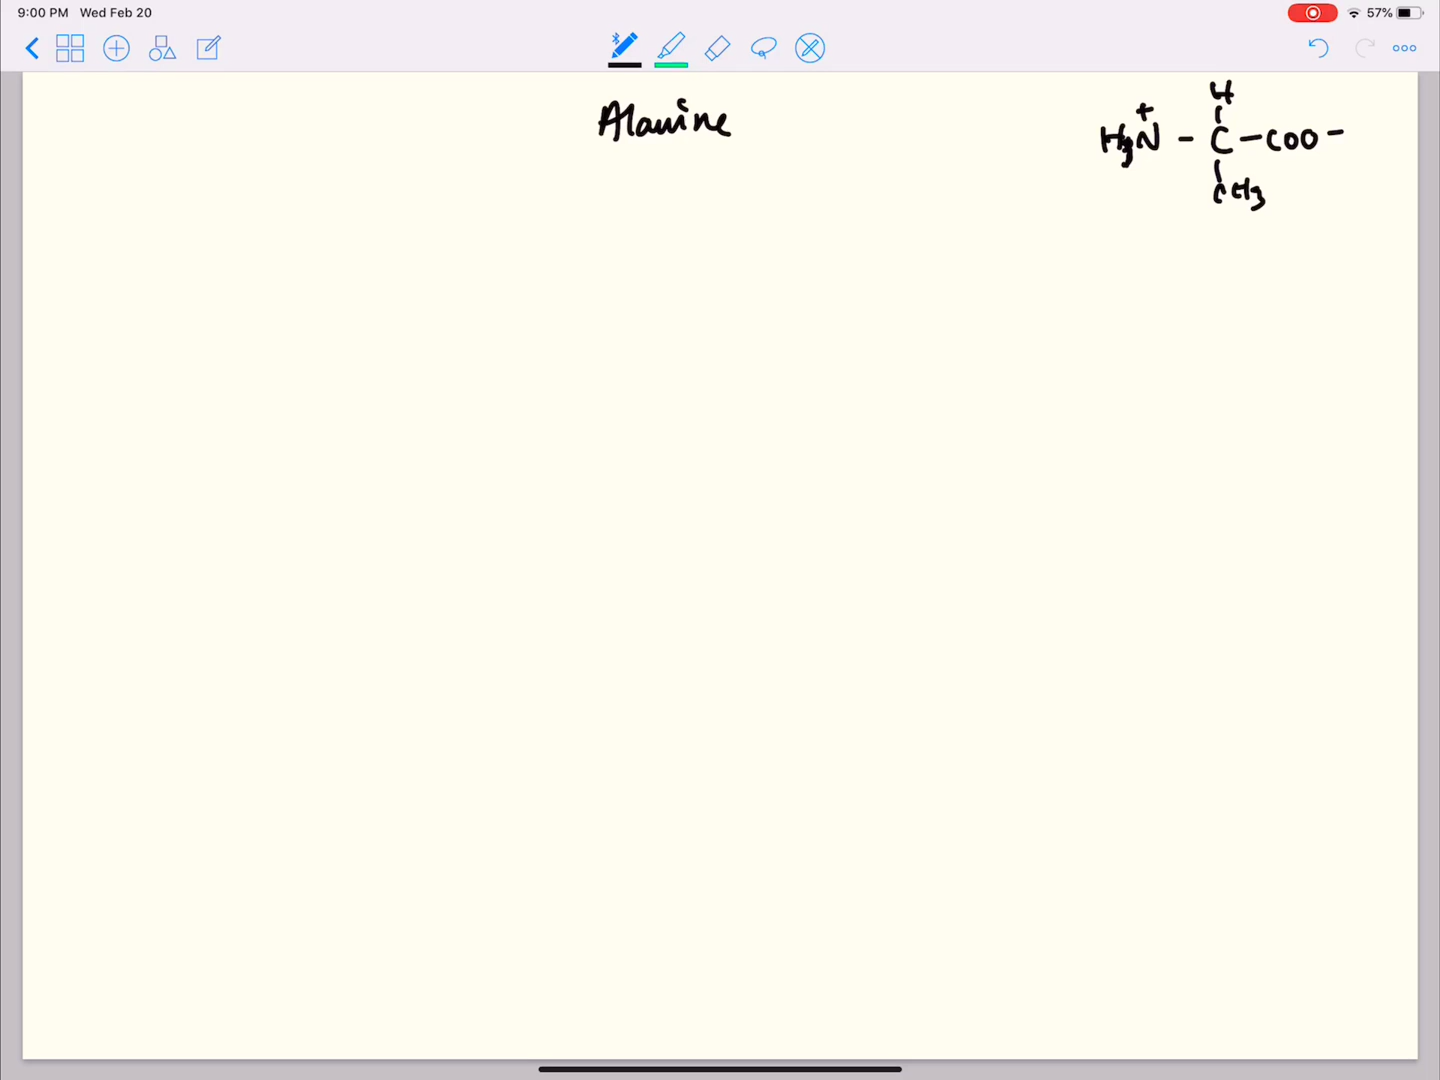 9:00 PM Wed Feb 20
57%
Alanine
H
+
H3N - C - COO -
CH3